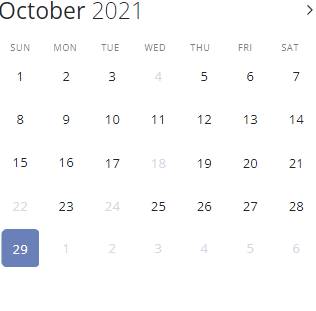 October 2021
SUN MON TUE WED THU FRI SAT
1 2 3 4 5 6 7
8 9 10 11 12 13 14
15 16 17 18 19 20 21
22 23 24 25 26 27 28
29 1 2 3 4 5 6